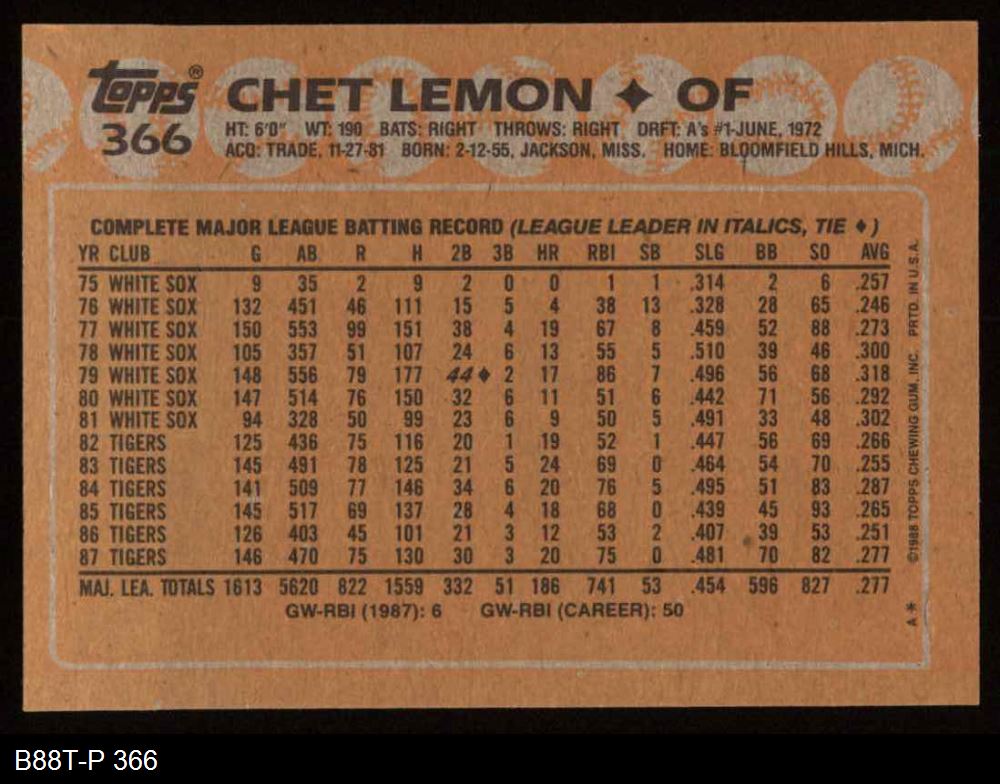 topps® CHET LEMON ♦ OF
366 HT: 6'0" WT: 190 BATS: RIGHT THROWS: RIGHT DRFT: A's #1-JUNE, 1972
ACQ: TRADE, 11-27-81 BORN: 2-12-55, JACKSON, MISS. HOME: BLOOMFIELD HILLS, MICH.
COMPLETE MAJOR LEAGUE BATTING RECORD (LEAGUE LEADER IN ITALICS, TIE ♦)
YR CLUB G AB R H 2B 3B HR RBI SB SLG BB SO AVG
75 WHITE SOX 9 35 2 9 2 0 0 1 1 .314 2 6 .257
76 WHITE SOX 132 451 46 111 15 5 4 38 13 .328 28 65 .246
77 WHITE SOX 150 553 99 151 38 4 19 67 8 .459 52 88 .273
78 WHITE SOX 105 357 51 107 24 6 13 55 5 .510 39 46 .300
79 WHITE SOX 148 556 79 177 44♦ 2 17 86 7 .496 56 68 .318
80 WHITE SOX 147 514 76 150 32 6 11 51 6 .442 71 56 .292
81 WHITE SOX 94 328 50 99 23 6 9 50 5 .491 33 48 .302
82 TIGERS 125 436 75 116 20 1 19 52 1 .447 56 69 .266
83 TIGERS 145 491 78 125 21 5 24 69 0 .464 54 70 .255
84 TIGERS 141 509 77 146 34 6 20 76 5 .495 51 83 .287
85 TIGERS 145 517 69 137 28 4 18 68 0 .439 45 93 .265
86 TIGERS 126 403 45 101 21 3 12 53 2 .407 39 53 .251
87 TIGERS 146 470 75 130 30 3 20 75 0 .481 70 82 .277
MAJ. LEA. TOTALS 1613 5620 822 1559 332 51 186 741 53 .454 596 827 .277
GW-RBI (1987): 6 GW-RBI (CAREER): 50
A* ©1988 TOPPS CHEWING GUM, INC. PRTD. IN U.S.A.
B88T-P 366